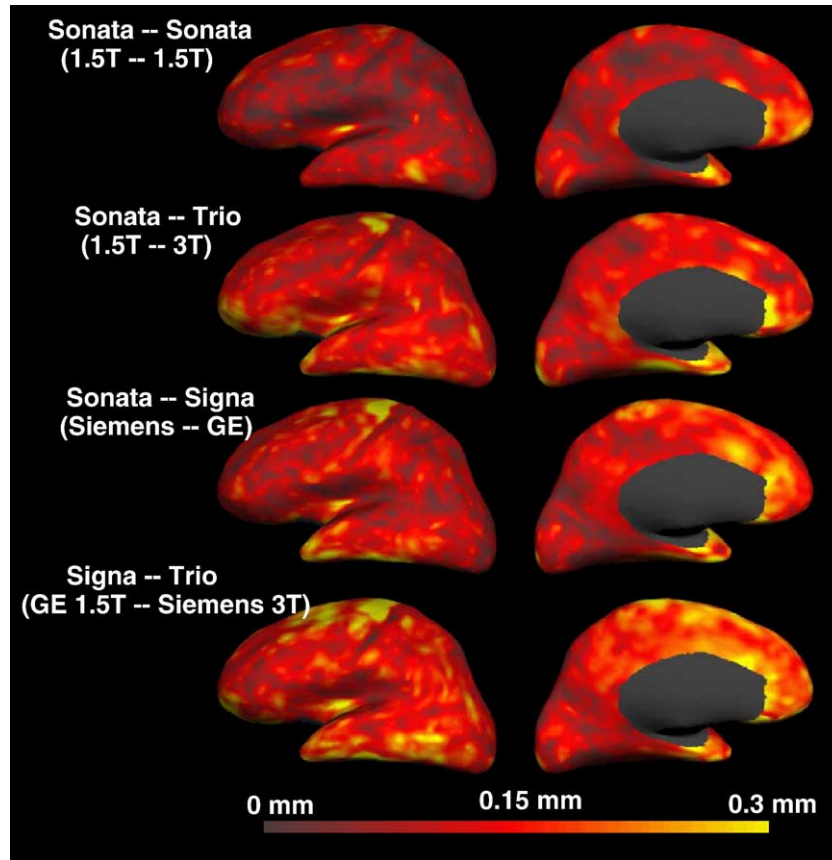 Sonata -- Sonata
(1.5T -- 1.5T)
Sonata -- Trio
(1.5T -- 3T)
Sonata -- Signa
(Siemens -- GE)
Signa -- Trio
(GE 1.5T -- Siemens 3T)
0 mm 0.15 mm 0.3 mm